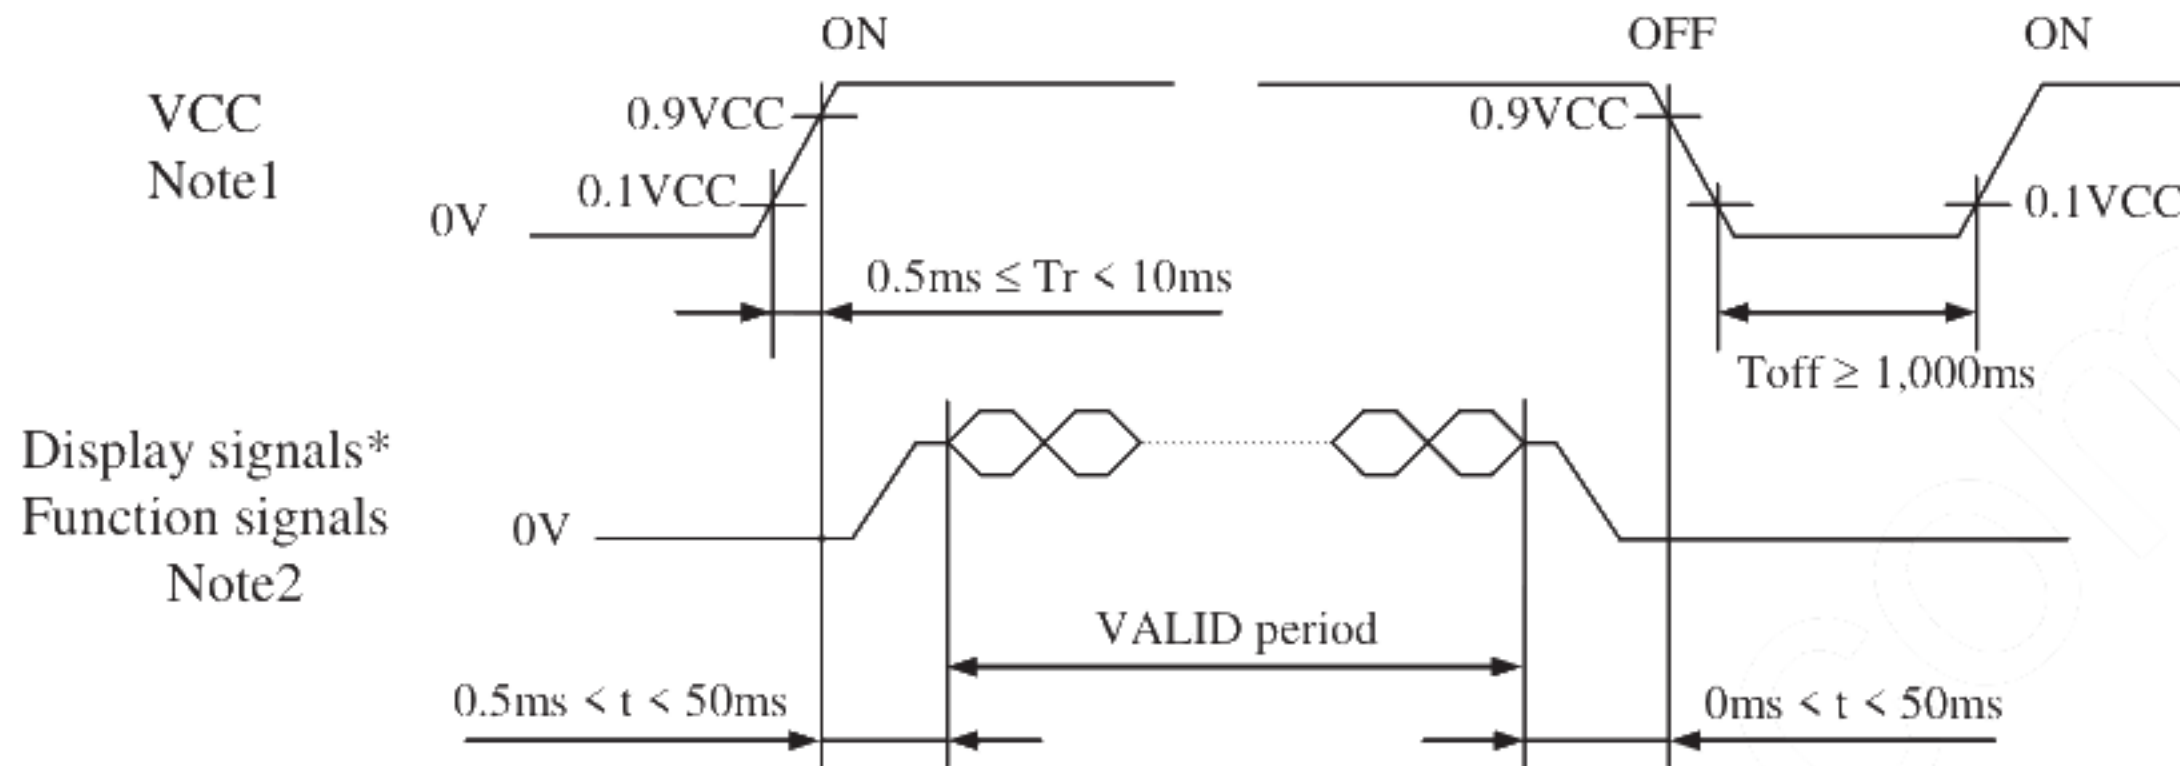 ON OFF ON
VCC 0.9VCC 0.9VCC
Note1 0.1VCC 0.1VCC
0V
0.5ms ≤ Tr < 10ms
Toff ≥ 1,000ms
Display signals*
Function signals 0V
Note2
VALID period
0.5ms < t < 50ms 0ms < t < 50ms